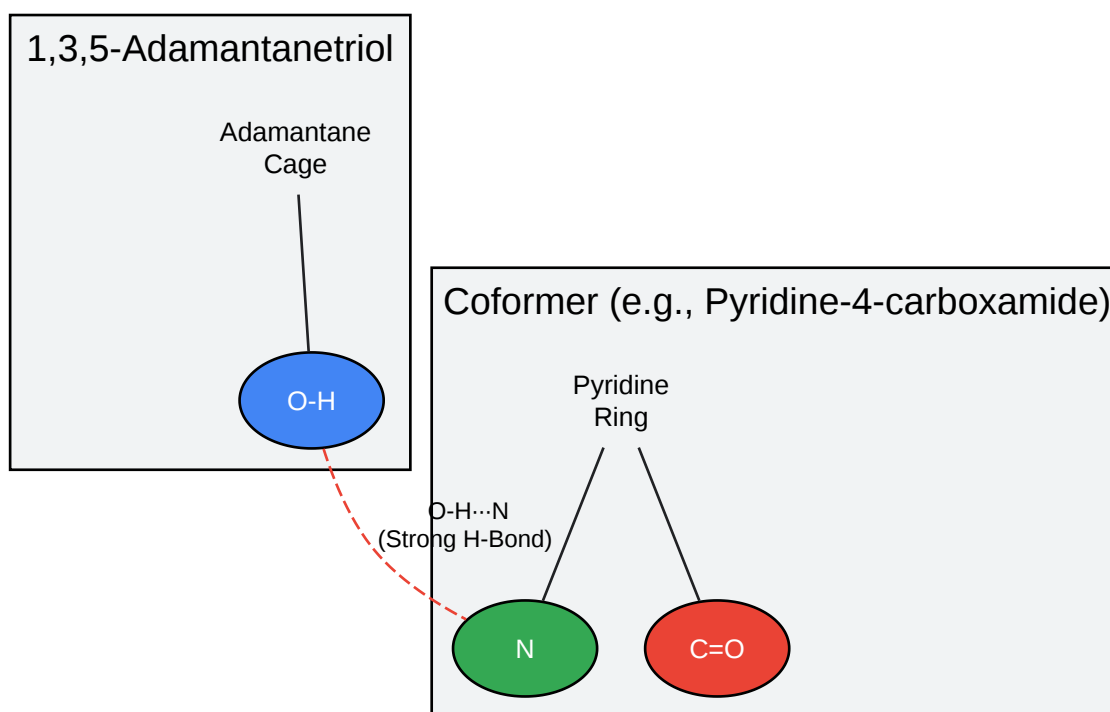 1,3,5-Adamantanetriol
Adamantane
Cage
O-H
Coformer (e.g., Pyridine-4-carboxamide)
Pyridine
Ring
O-H···N
(Strong H-Bond)
N
C=O